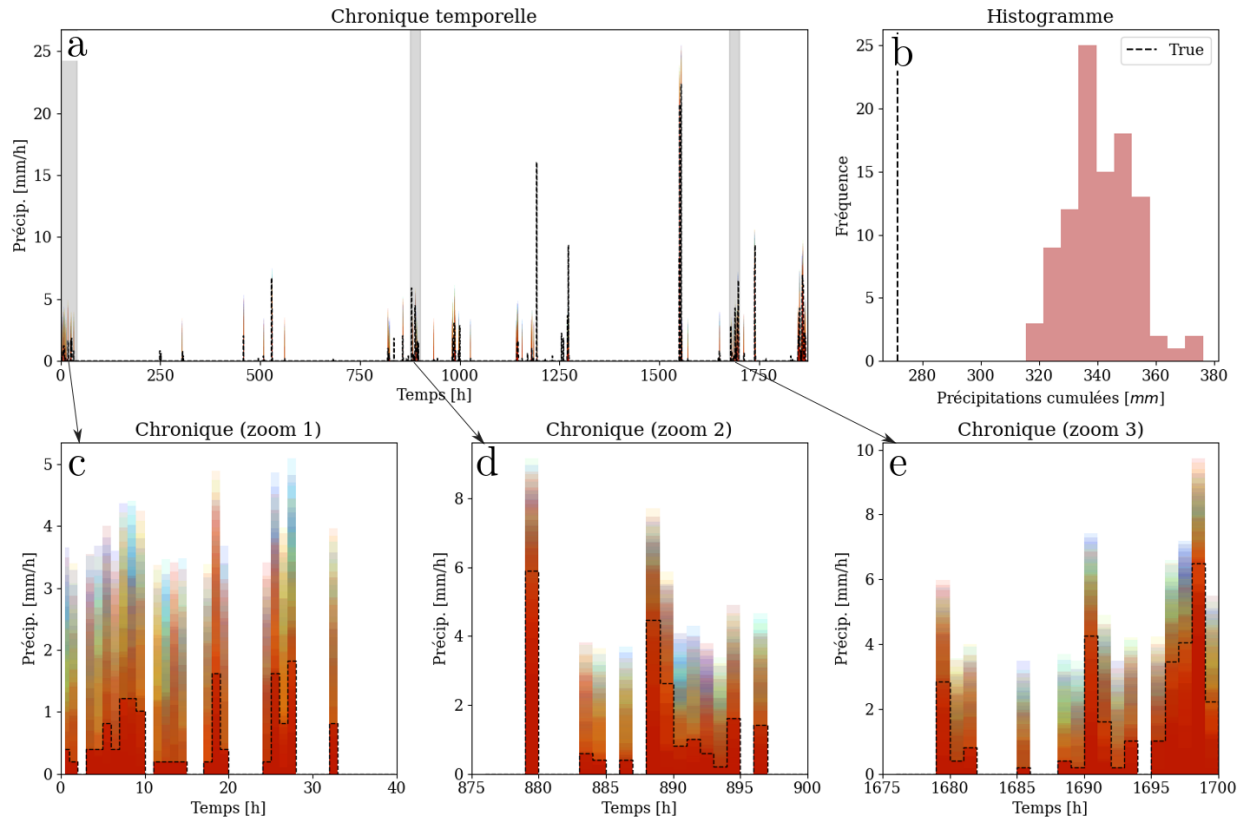 Chronique temporelle
a
Précip. [mm/h]
25
20
15
10
5
0
0 250 500 750 1000 1250 1500 1750
Temps [h]
Histogramme
b
True
Fréquence
25
20
15
10
5
0
280 300 320 340 360 380
Précipitations cumulées [mm]
Chronique (zoom 1)
c
Précip. [mm/h]
5
4
3
2
1
0
0 10 20 30 40
Temps [h]
Chronique (zoom 2)
d
Précip. [mm/h]
8
6
4
2
0
875 880 885 890 895 900
Temps [h]
Chronique (zoom 3)
e
Précip. [mm/h]
10
8
6
4
2
0
1675 1680 1685 1690 1695 1700
Temps [h]